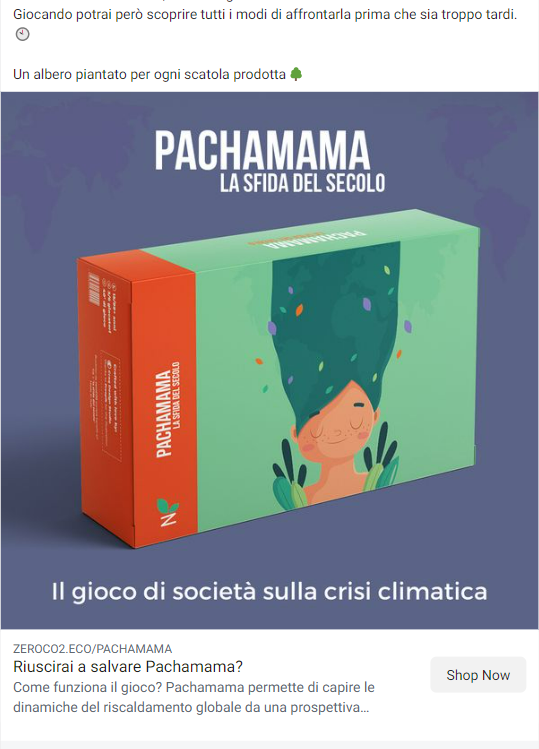 Giocando potrai però scoprire tutti i modi di affrontarla prima che sia troppo tardi.
Un albero piantato per ogni scatola prodotta
PACHAMAMA
LA SFIDA DEL SECOLO
PACHAMAMA
PACHAMAMA
LA SFIDA DEL SECOLO
Il gioco di società sulla crisi climatica
ZEROCO2.ECO/PACHAMAMA
Riuscirai a salvare Pachamama?
Come funziona il gioco? Pachamama permette di capire le
dinamiche del riscaldamento globale da una prospettiva...
Shop Now